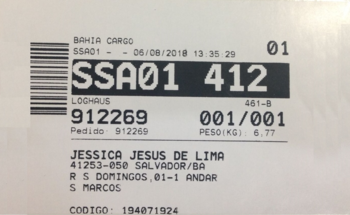 BAHIA CARGO
SSA01 - - 06/08/2018 13:35:29 01
SSA01 412
LOGHAUS 461-B
912269 001/001
Pedido: 912269 PESO(KG): 6,77
JESSICA JESUS DE LIMA
41253-050 SALVADOR/BA
R S DOMINGOS,01-1 ANDAR
S MARCOS
CODIGO: 194071924